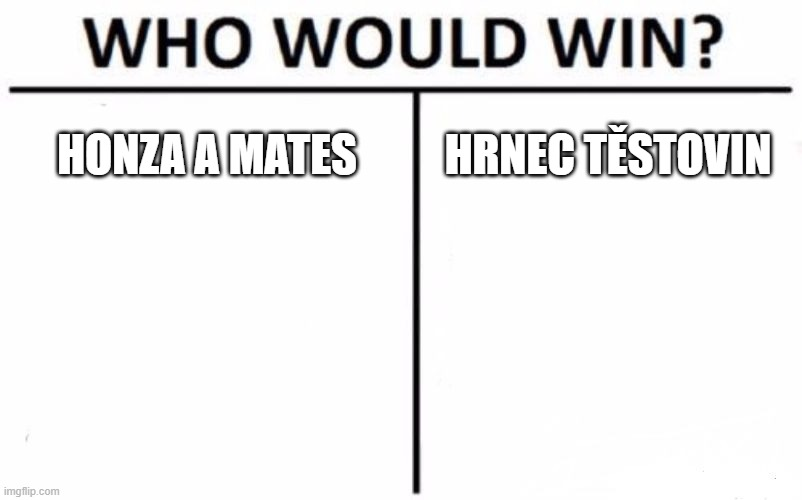 WHO WOULD WIN?
HONZA A MATES
HRNEC TĚSTOVIN
imgflip.com